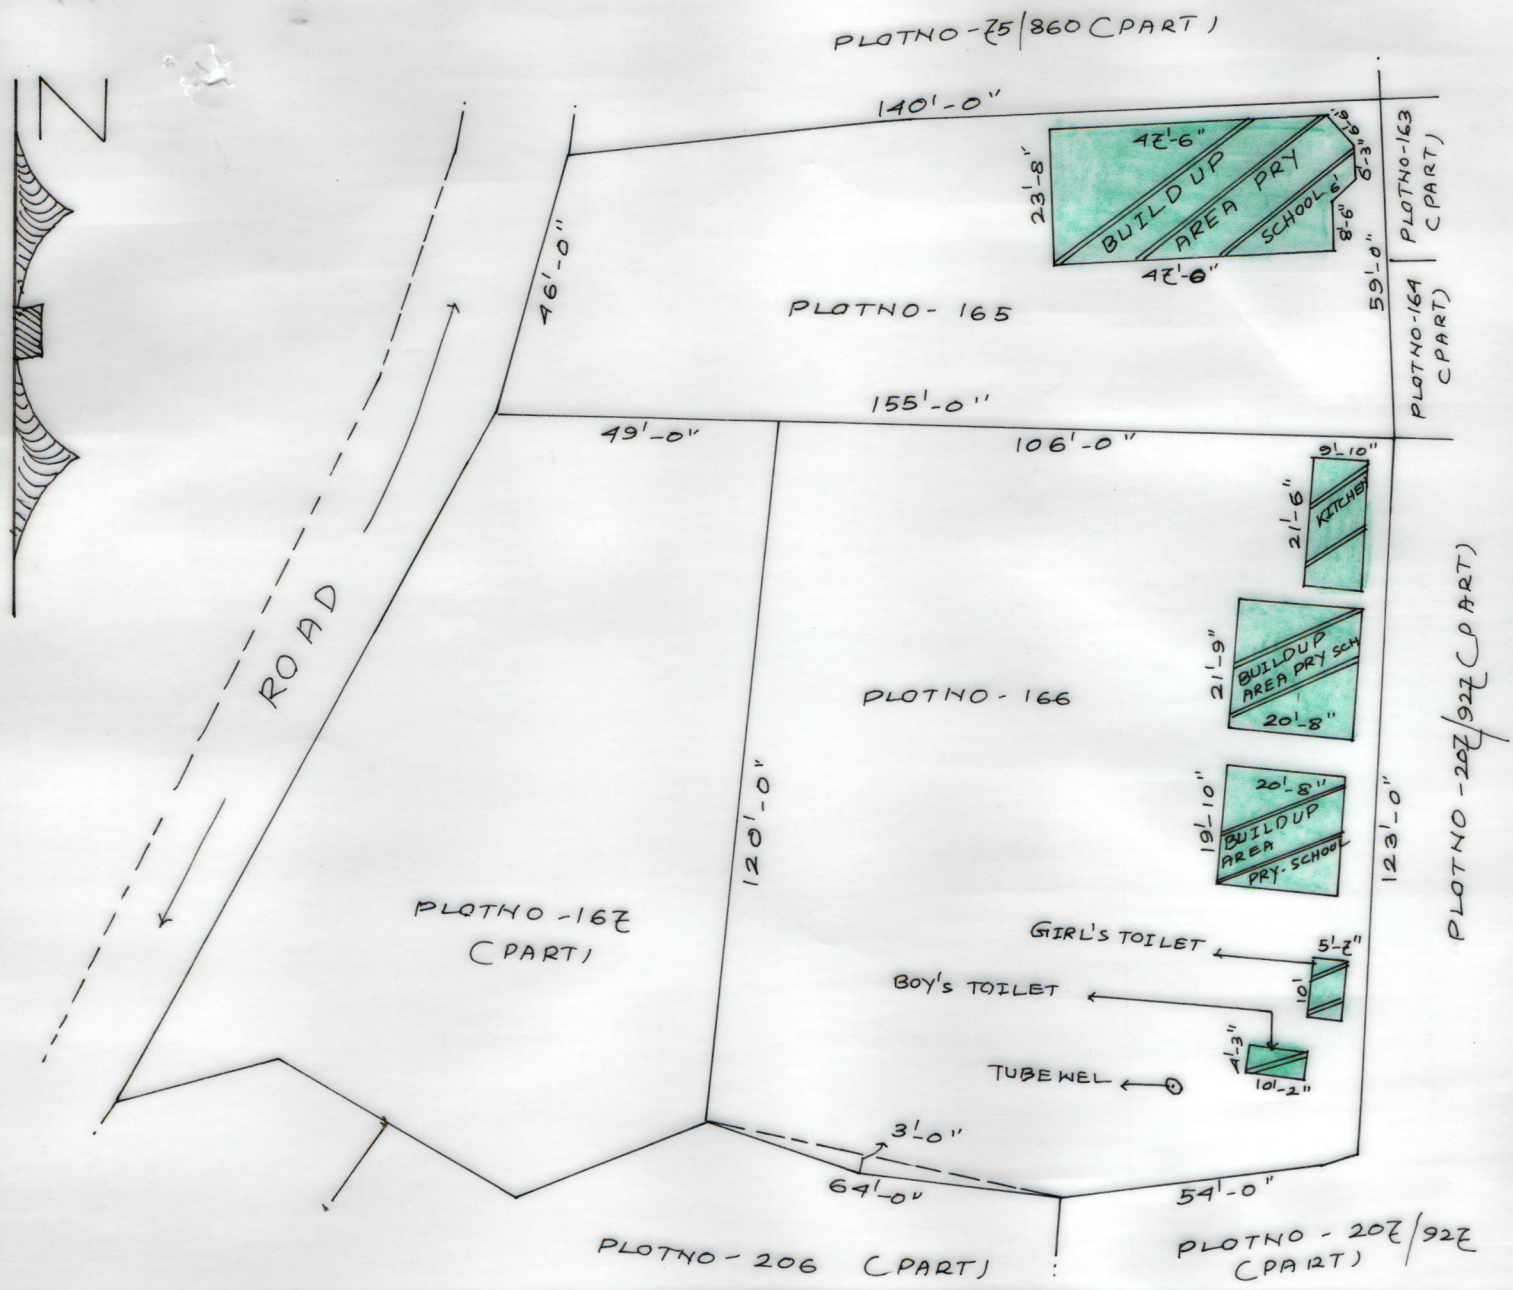 PLOTNO-75/860 (PART)
N
140'-0"
47'-6"
23'-8"
BUILD UP
AREA PRY
SCHOOL
6'-3"
6'
8'-6"
47'-0"
PLOTNO-163
(PART)
59'-0"
PLOTNO-164
(PART)
46'-0"
PLOTNO- 165
155'-0"
49'-0"
106'-0"
9'-10"
21'-6"
KITCHEN
ROAD
21'-9"
BUILDUP
AREA PRY SCH
20'-8"
PLOTNO - 166
PLOTNO -207/927 (PART)
120'-0"
19'-10"
20'-8"
BUILDUP
AREA
PRY. SCHOOL
123'-0"
PLOTNO -167
(PART)
GIRL'S TOILET
5'-7"
10'
BOY'S TOILET
4'-3"
10'-2"
TUBEWEL
3'-0"
64'-0"
54'-0"
PLOTNO- 206 (PART)
PLOTNO - 207/927
(PART)